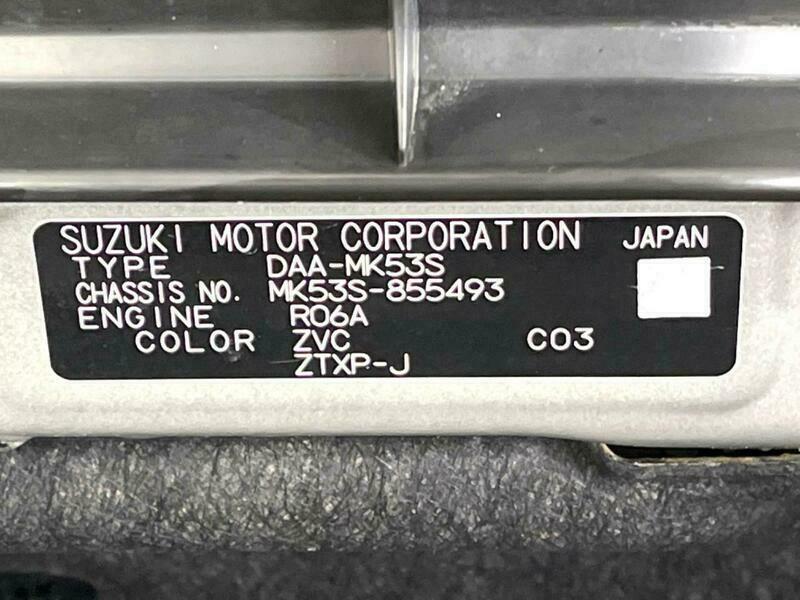 SUZUKI MOTOR CORPORATION JAPAN
TYPE DAA-MK53S
CHASSIS NO. MK53S-855493
ENGINE R06A
COLOR ZVC C03
ZTXP-J